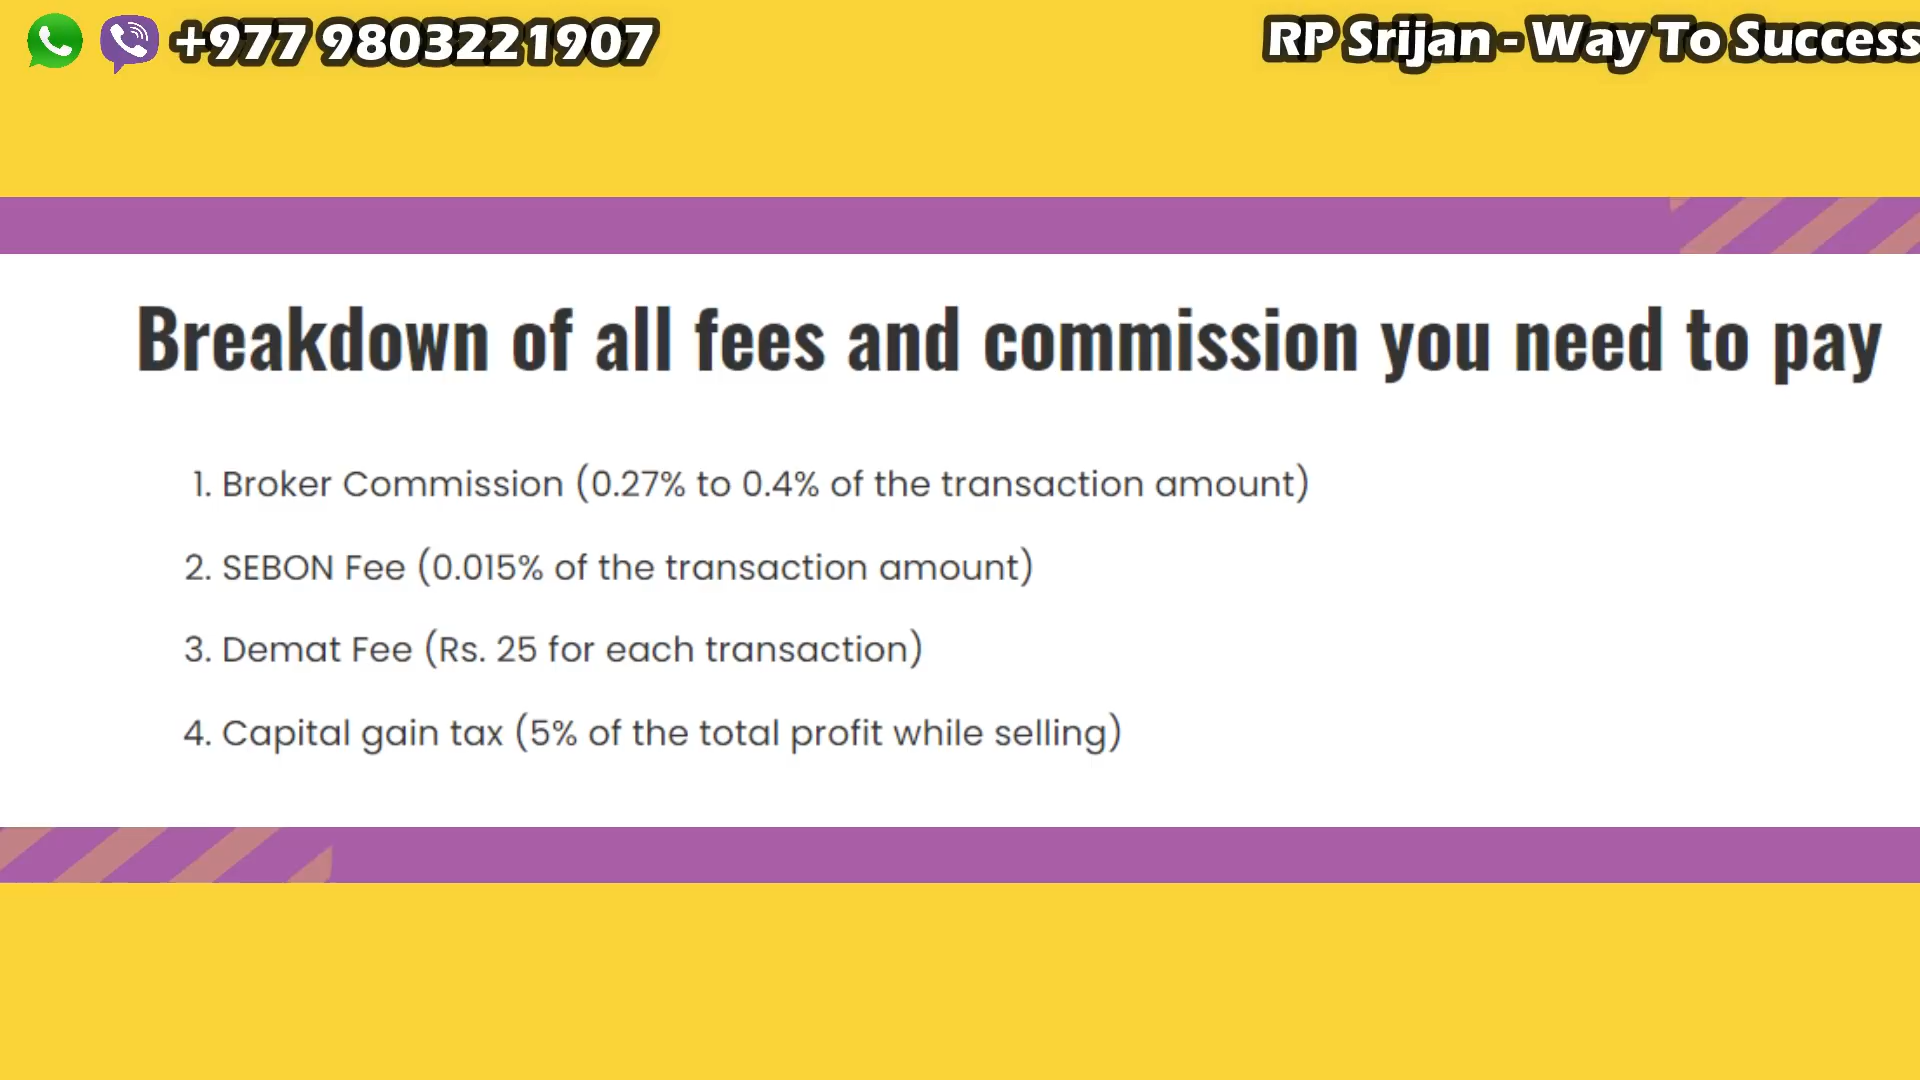 +977 9803221907
RP Srijan - Way To Success
Breakdown of all fees and commission you need to pay
1. Broker Commission (0.27% to 0.4% of the transaction amount)
2. SEBON Fee (0.015% of the transaction amount)
3. Demat Fee (Rs. 25 for each transaction)
4. Capital gain tax (5% of the total profit while selling)